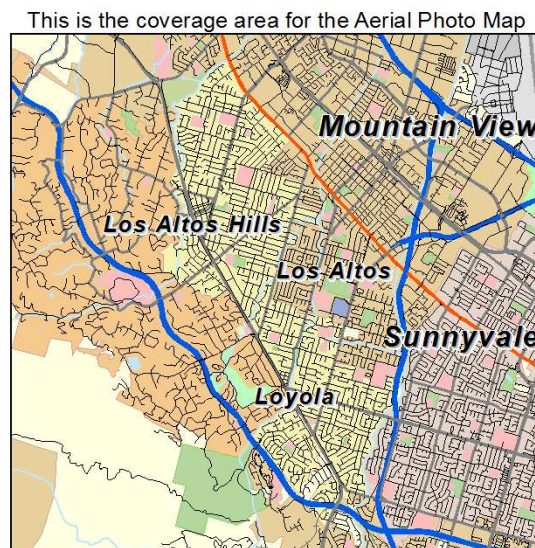 This is the coverage area for the Aerial Photo Map
Mountain View
Los Altos Hills
Los Altos
Sunnyvale
Loyola